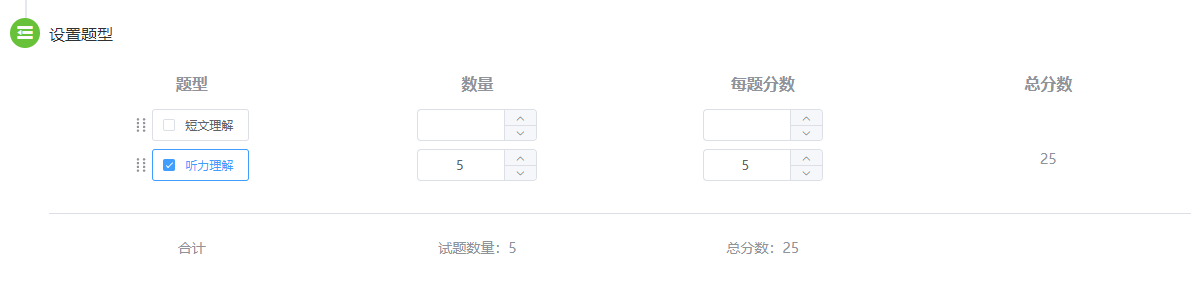 设置题型
题型 数量 每题分数 总分数
短文理解
听力理解 5 5 25
合计 试题数量：5 总分数：25